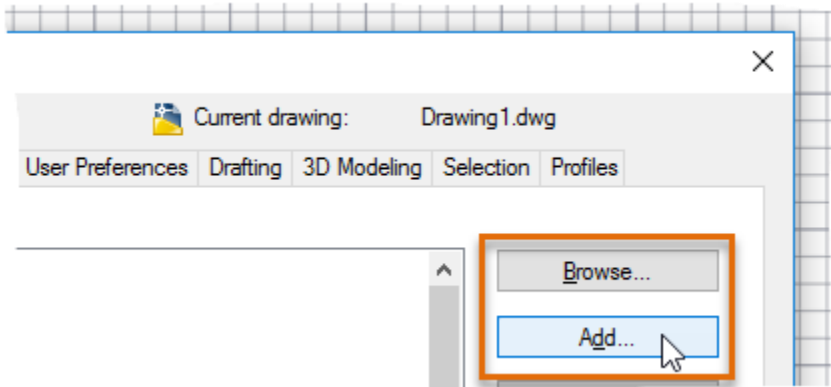 Current drawing: Drawing1.dwg
User Preferences Drafting 3D Modeling Selection Profiles
Browse...
Add...